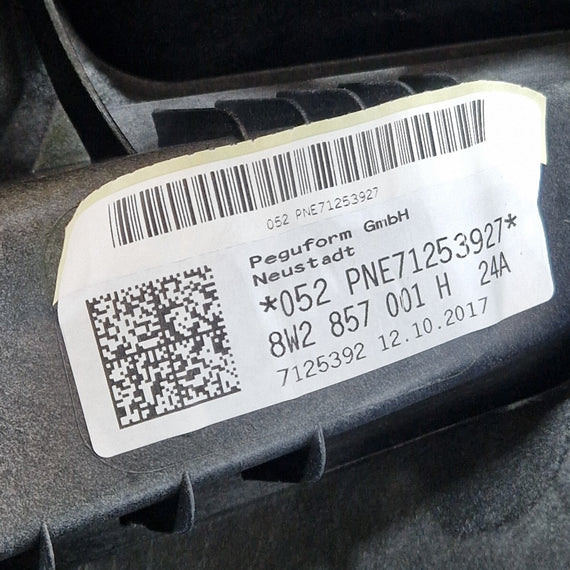 052 PNE71253927
Peguform GmbH
Neustadt
*052 PNE71253927*
8W2 857 001 H 24A
7125392 12.10.2017